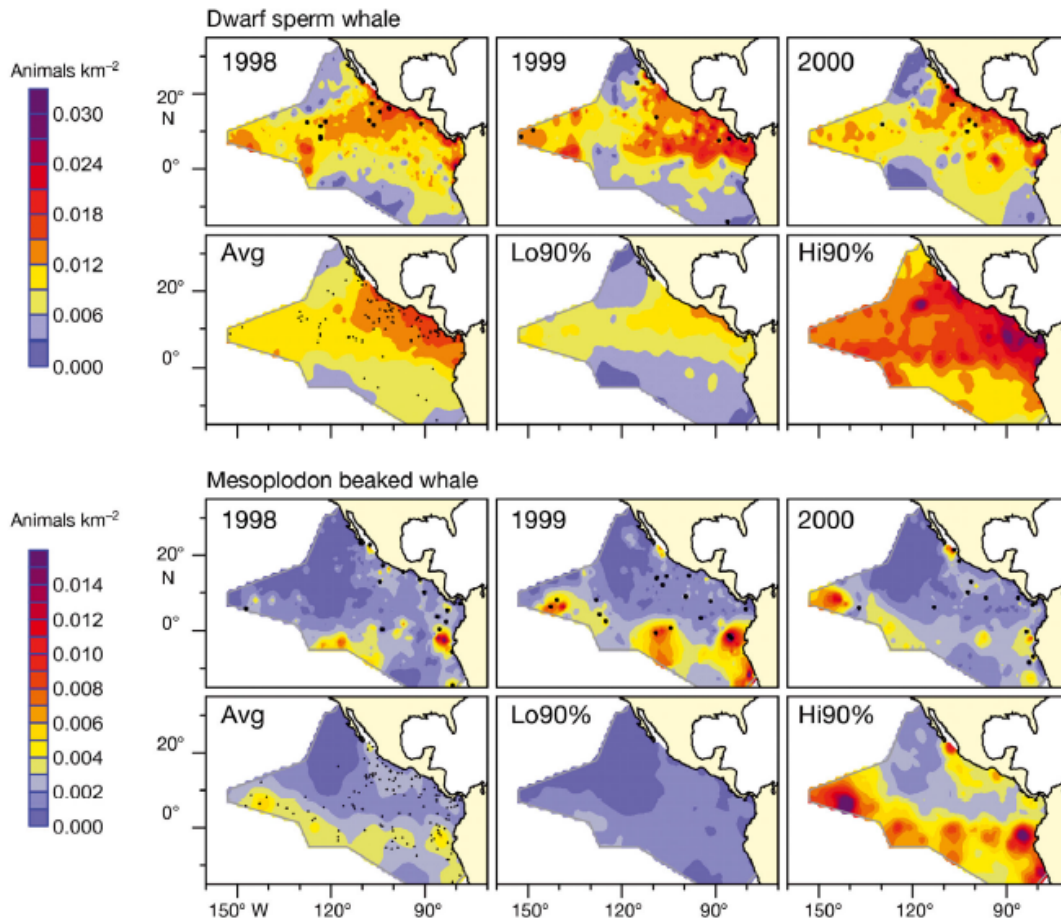 Dwarf sperm whale
Animals km⁻²
0.030
0.024
0.018
0.012
0.006
0.000
1998
1999
2000
20°
N
0°
Avg
Lo90%
Hi90%
20°
0°
Mesoplodon beaked whale
Animals km⁻²
0.014
0.012
0.010
0.008
0.006
0.004
0.002
0.000
1998
1999
2000
20°
N
0°
Avg
Lo90%
Hi90%
20°
0°
150° W 120° 90° 150° 120° 90° 150° 120° 90°